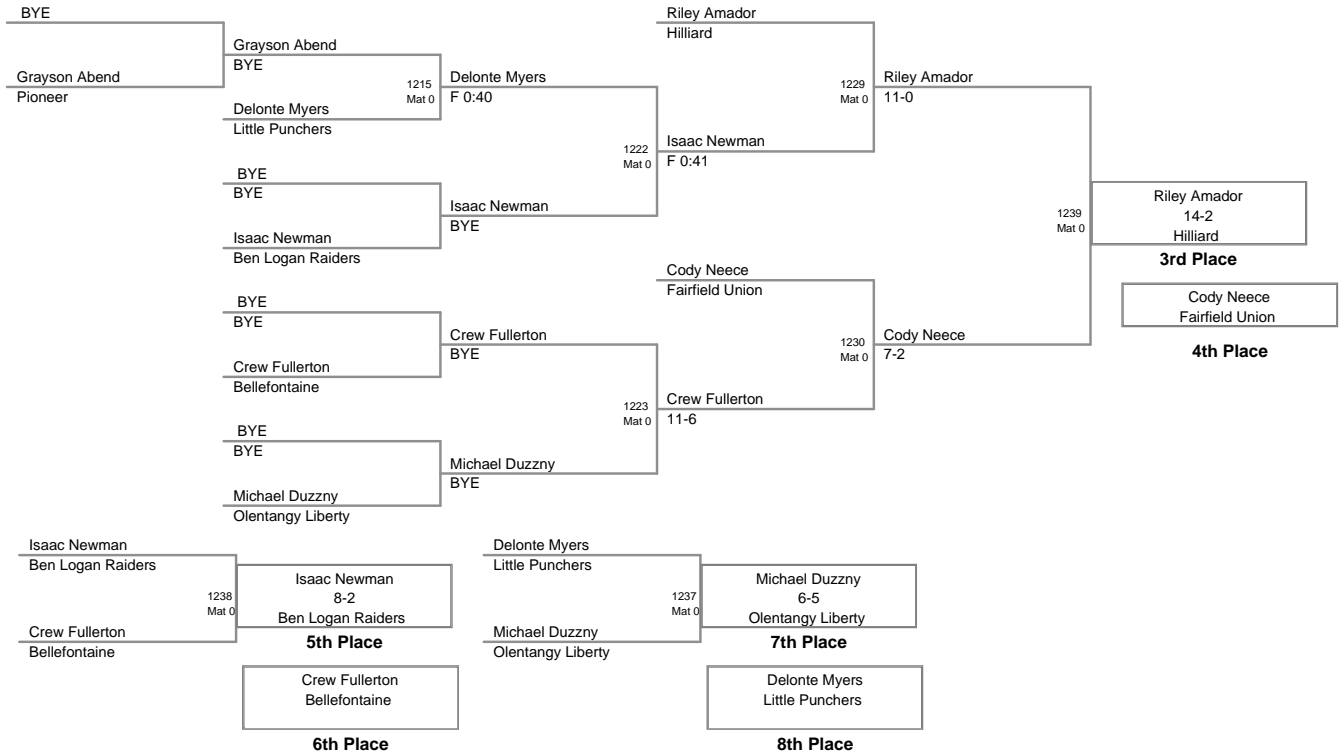 BYE
Grayson Abend
Pioneer
Grayson Abend
BYE
1215
Mat 0
Delonte Myers
Little Punchers
BYE
BYE
Isaac Newman
Ben Logan Raiders
BYE
BYE
Crew Fullerton
Bellefontaine
BYE
BYE
Michael Duzzny
Olentangy Liberty
Delonte Myers
F 0:40
Isaac Newman
BYE
Crew Fullerton
BYE
Michael Duzzny
BYE
1222
Mat 0
1223
Mat 0
Riley Amador
Hilliard
Isaac Newman
F 0:41
Cody Neece
Fairfield Union
Crew Fullerton
11-6
1229
Mat 0
1230
Mat 0
Riley Amador
11-0
Cody Neece
7-2
1239
Mat 0
Riley Amador
14-2
Hilliard
3rd Place
Cody Neece
Fairfield Union
4th Place
Isaac Newman
Ben Logan Raiders
1238
Mat 0
Crew Fullerton
Bellefontaine
Isaac Newman
8-2
Ben Logan Raiders
5th Place
Crew Fullerton
Bellefontaine
6th Place
Delonte Myers
Little Punchers
1237
Mat 0
Michael Duzzny
Olentangy Liberty
Michael Duzzny
6-5
Olentangy Liberty
7th Place
Delonte Myers
Little Punchers
8th Place